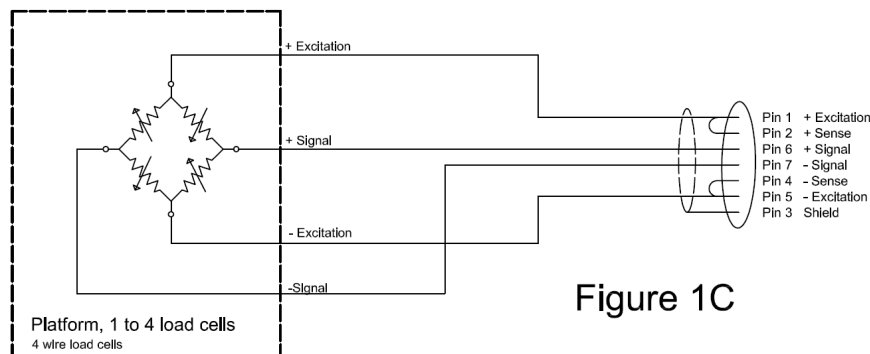 + Excitation
+ Signal
- Excitation
-Signal
Platform, 1 to 4 load cells
4 wire load cells
Pin 1 + Excitation
Pin 2 + Sense
Pin 6 + Signal
Pin 7 - Signal
Pin 4 - Sense
Pin 5 - Excitation
Pin 3 Shield
Figure 1C